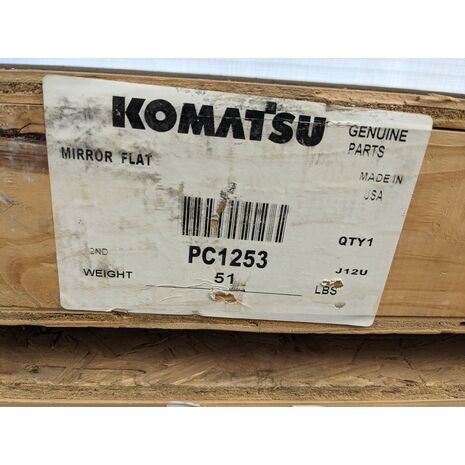 KOMATSU
GENUINE
PARTS
MIRROR FLAT
MADE IN
USA
QTY1
2ND
PC1253
J12U
WEIGHT
51
LBS